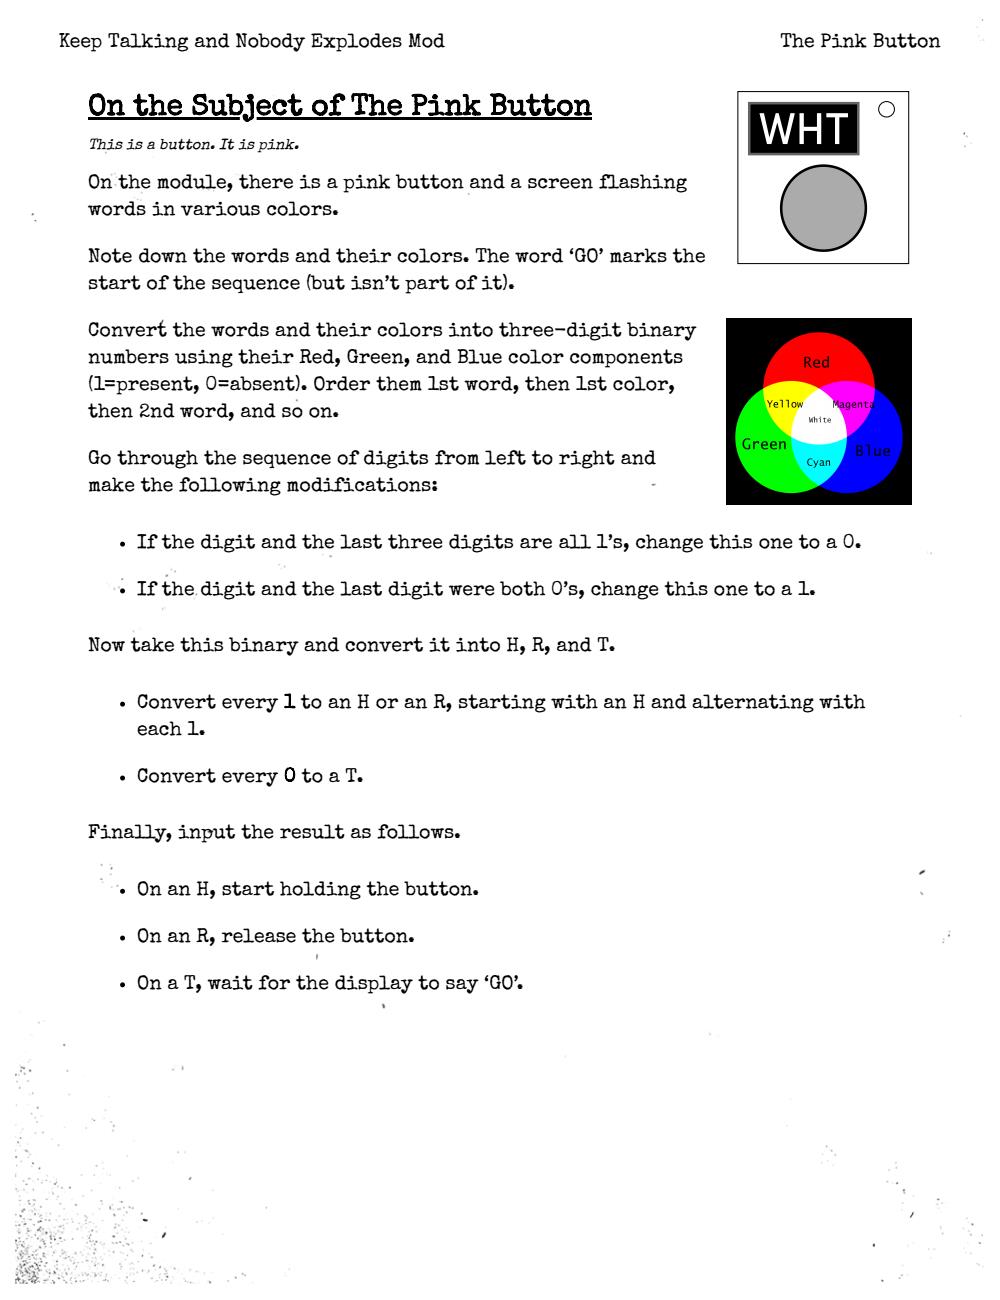 Keep Talking and Nobody Explodes Mod
The Pink Button
On the Subject of The Pink Button
This is a button. It is pink.
WHT
On the module, there is a pink button and a screen flashing
words in various colors.
Note down the words and their colors. The word ‘GO’ marks the
start of the sequence (but isn’t part of it).
Convert the words and their colors into three-digit binary
numbers using their Red, Green, and Blue color components
(1=present, 0=absent). Order them 1st word, then 1st color,
then 2nd word, and so on.
Red
Yellow
Magenta
White
Green
Blue
Cyan
Go through the sequence of digits from left to right and
make the following modifications:
• If the digit and the last three digits are all 1’s, change this one to a 0.
• If the digit and the last digit were both 0’s, change this one to a 1.
Now take this binary and convert it into H, R, and T.
• Convert every 1 to an H or an R, starting with an H and alternating with
each 1.
• Convert every 0 to a T.
Finally, input the result as follows.
• On an H, start holding the button.
• On an R, release the button.
• On a T, wait for the display to say ‘GO’.